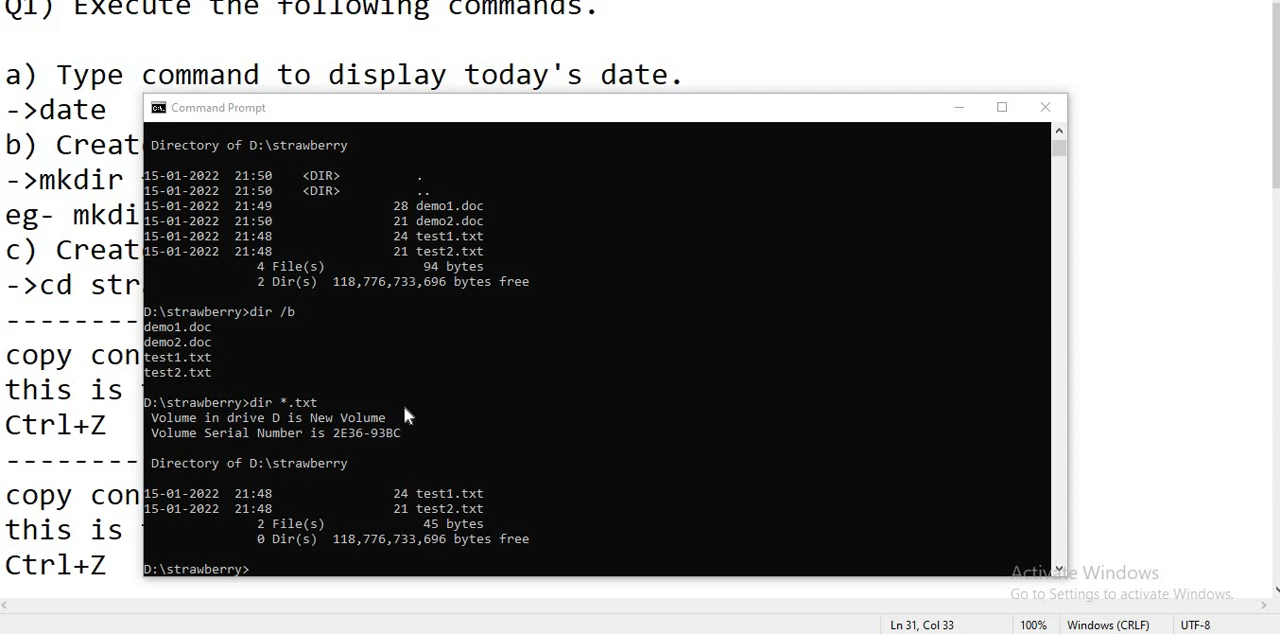 Q1) Execute the following commands.
a) Type command to display today's date.
->date
b) Creat
->mkdir
eg- mkdi
c) Creat
->cd str
--------
copy con
this is
Ctrl+Z
--------
copy con
this is
Ctrl+Z
Command Prompt
Directory of D:\strawberry
15-01-2022  21:50    <DIR>          .
15-01-2022  21:50    <DIR>          ..
15-01-2022  21:49                28 demo1.doc
15-01-2022  21:50                21 demo2.doc
15-01-2022  21:48                24 test1.txt
15-01-2022  21:48                21 test2.txt
4 File(s)             94 bytes
2 Dir(s)  118,776,733,696 bytes free
D:\strawberry>dir /b
demo1.doc
demo2.doc
test1.txt
test2.txt
D:\strawberry>dir *.txt
Volume in drive D is New Volume
Volume Serial Number is 2E36-93BC
Directory of D:\strawberry
15-01-2022  21:48                24 test1.txt
15-01-2022  21:48                21 test2.txt
2 File(s)             45 bytes
0 Dir(s)  118,776,733,696 bytes free
D:\strawberry>
Activate Windows
Go to Settings to activate Windows.
Ln 31, Col 33
100%
Windows (CRLF)
UTF-8